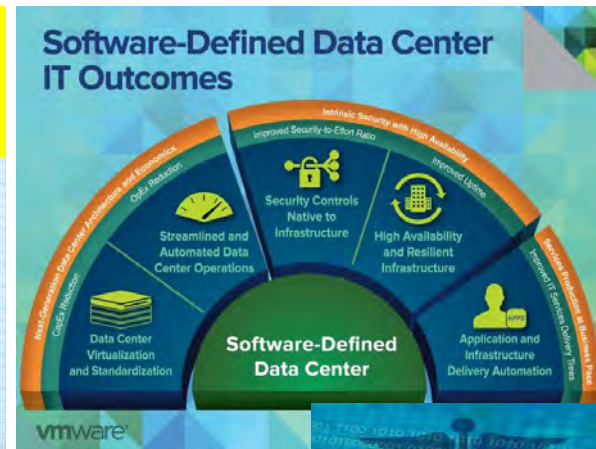 Software-Defined Data Center
IT Outcomes
Next-Generation Data Center Architecture and Economics
CapEx Reduction
OpEx Reduction
Intrinsic Security with High Availability
Improved Security-to-Effort Ratio
Improved Uptime
Services Production at Business Pace
Improved IT Services Delivery Times
Data Center
Virtualization
and Standardization
Streamlined and
Automated Data
Center Operations
Security Controls
Native to
Infrastructure
High Availability
and Resilient
Infrastructure
APPS
Application and
Infrastructure
Delivery Automation
Software-Defined
Data Center
vmware